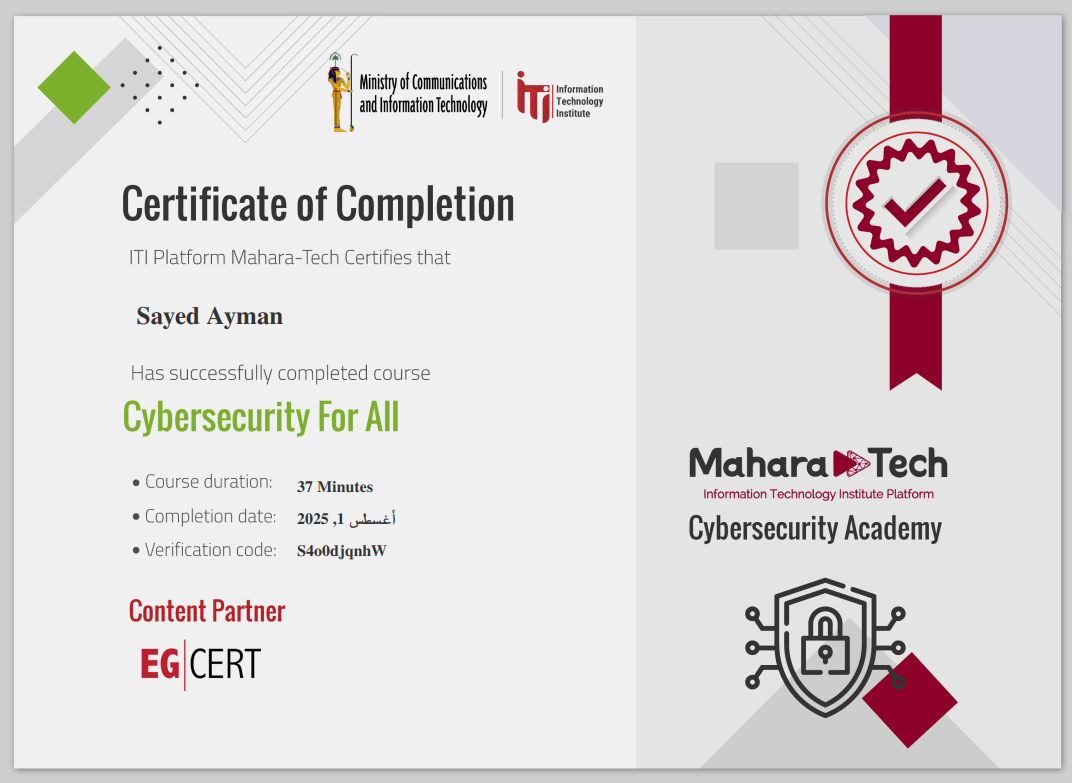 Ministry of Communications
and Information Technology
iTi
Information
Technology
Institute
Certificate of Completion
ITI Platform Mahara-Tech Certifies that
Sayed Ayman
Has successfully completed course
Cybersecurity For All
• Course duration: 37 Minutes
• Completion date: أغسطس 1, 2025
• Verification code: S4o0djqnhW
Content Partner
EG|CERT
Mahara Tech
Information Technology Institute Platform
Cybersecurity Academy